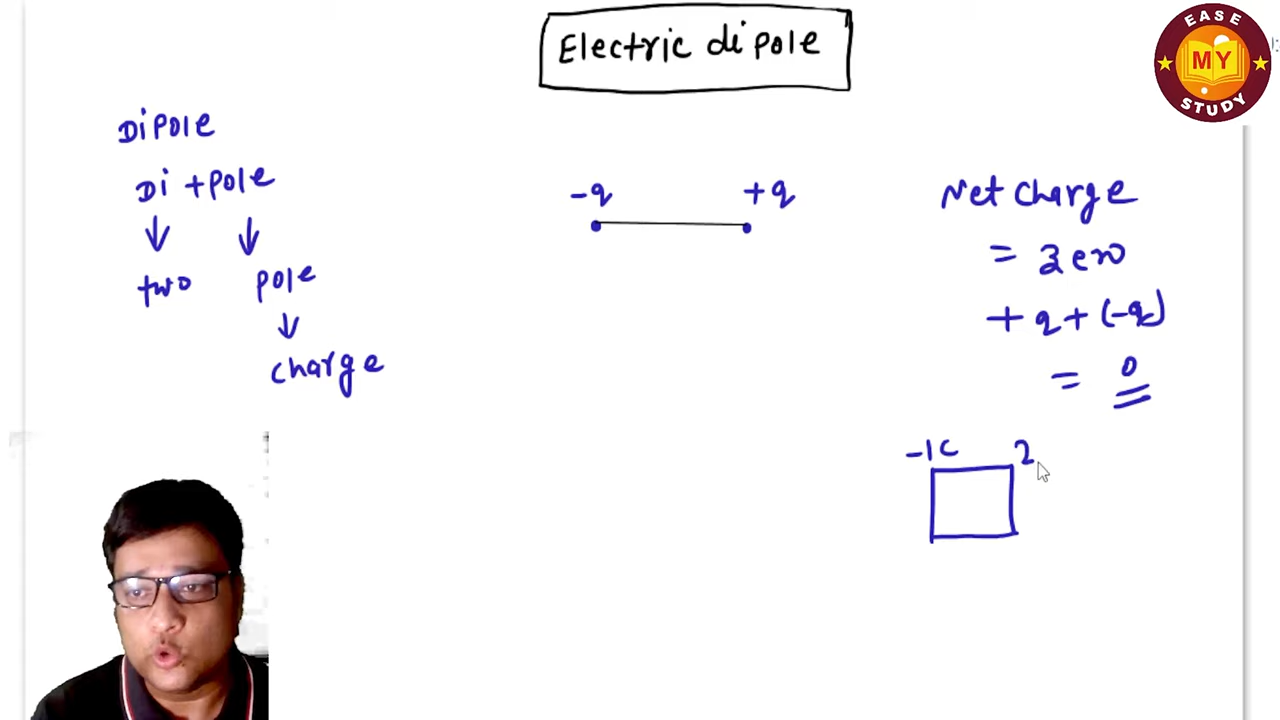 Electric dipole
EASE
MY
STUDY
Dipole
Di + pole
two pole
charge
-q +q
Net charge
= zero
+ q + (-q)
= 0
-1C 2